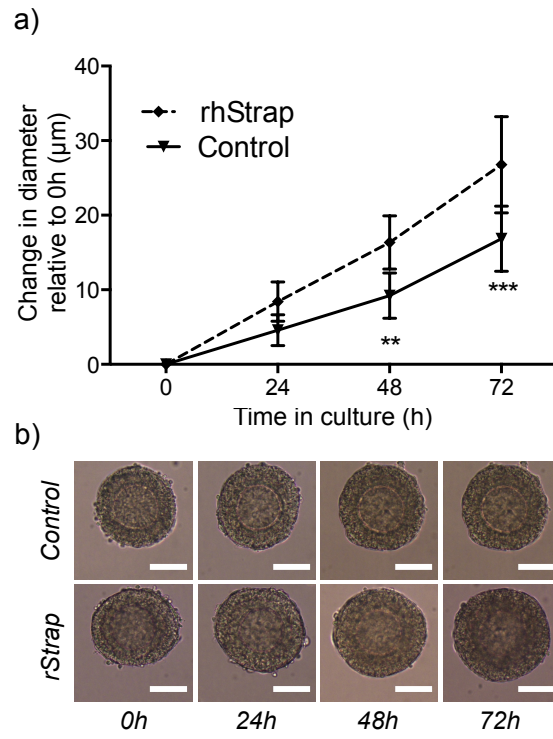 a)
40
30
20
10
0
Change in diameter
relative to 0h (µm)
rhStrap
Control
**
***
0 24 48 72
Time in culture (h)
b)
Control
rStrap
0h 24h 48h 72h